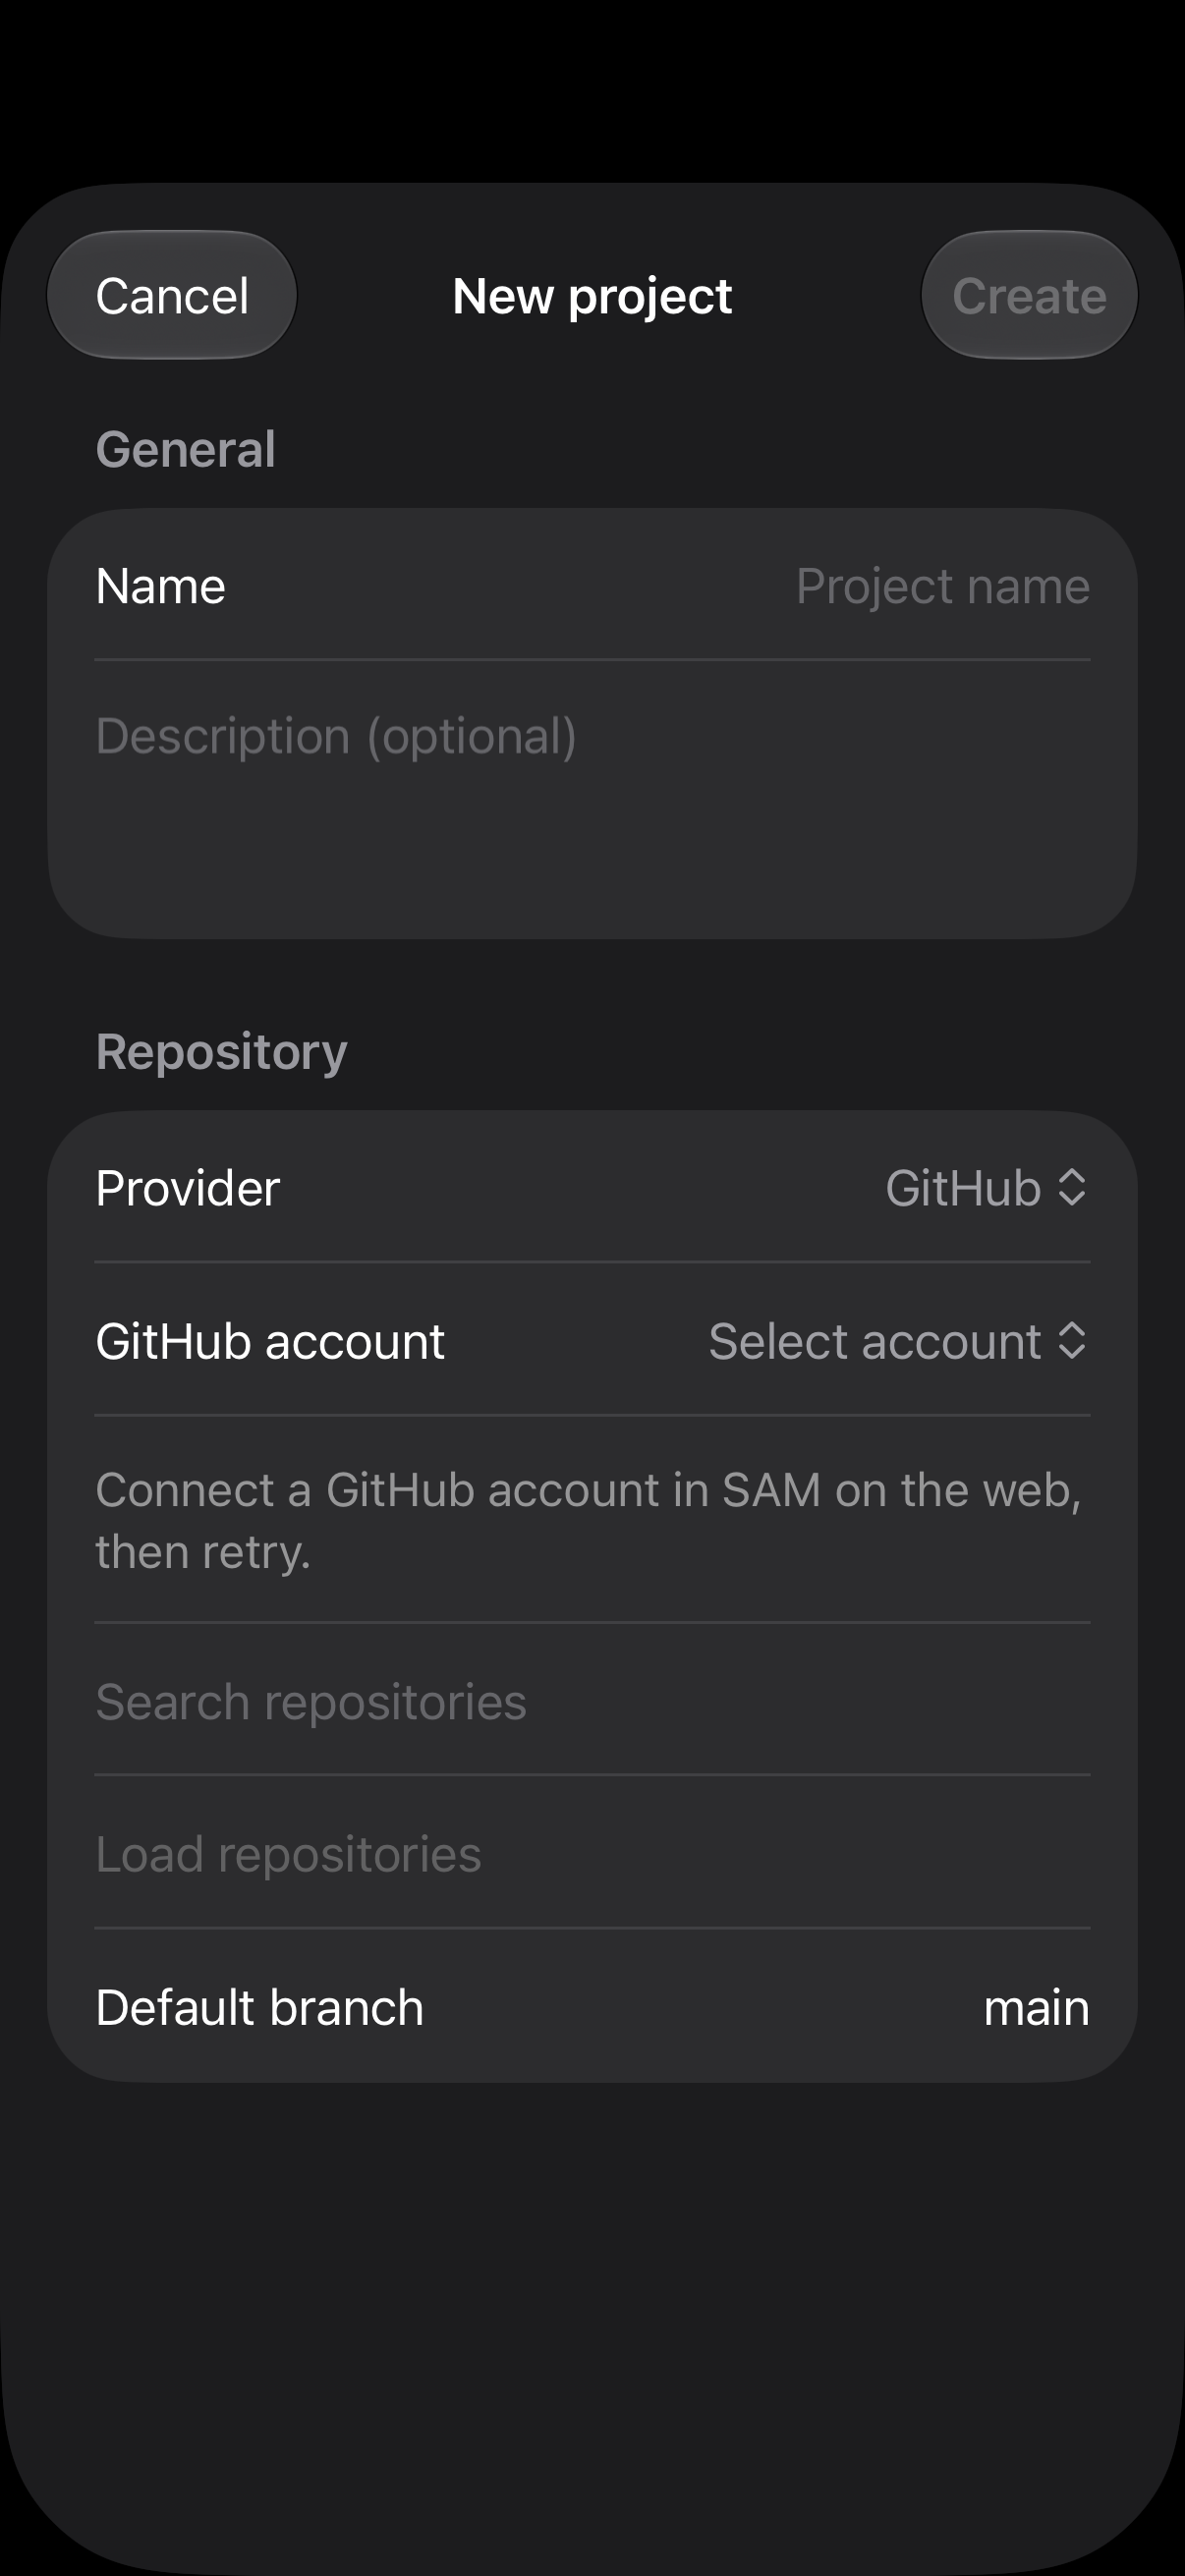 Cancel
New project
Create
General
Name
Project name
Description (optional)
Repository
Provider
GitHub
GitHub account
Select account
Connect a GitHub account in SAM on the web,
then retry.
Search repositories
Load repositories
Default branch
main